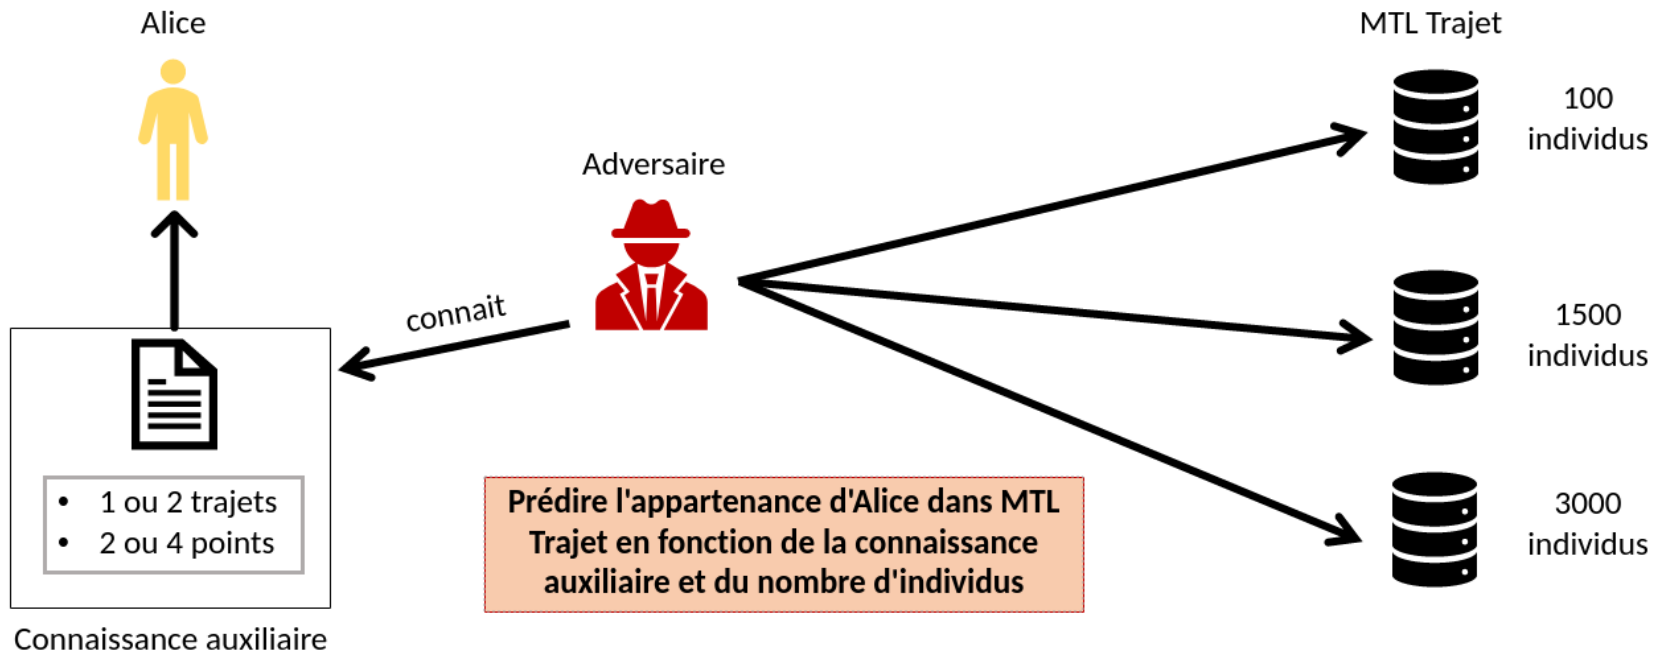 Alice
MTL Trajet
100
individus
Adversaire
connait
1500
individus
• 1 ou 2 trajets
• 2 ou 4 points
Prédire l'appartenance d'Alice dans MTL
Trajet en fonction de la connaissance
auxiliaire et du nombre d'individus
3000
individus
Connaissance auxiliaire